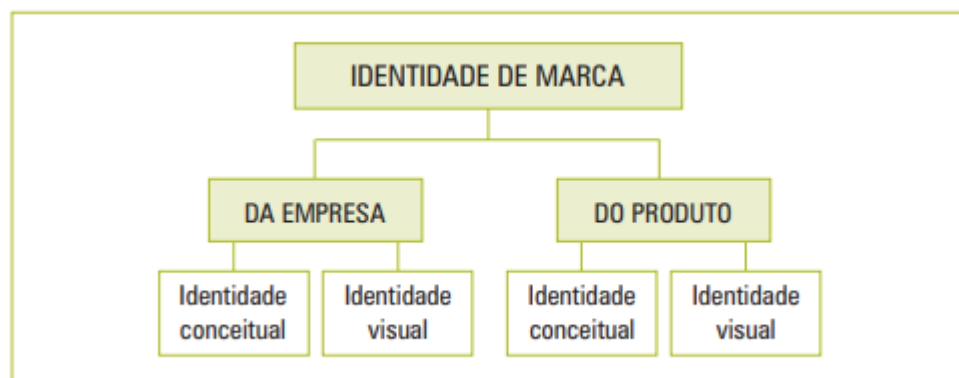 IDENTIDADE DE MARCA
DA EMPRESA
DO PRODUTO
Identidade
conceitual
Identidade
visual
Identidade
conceitual
Identidade
visual